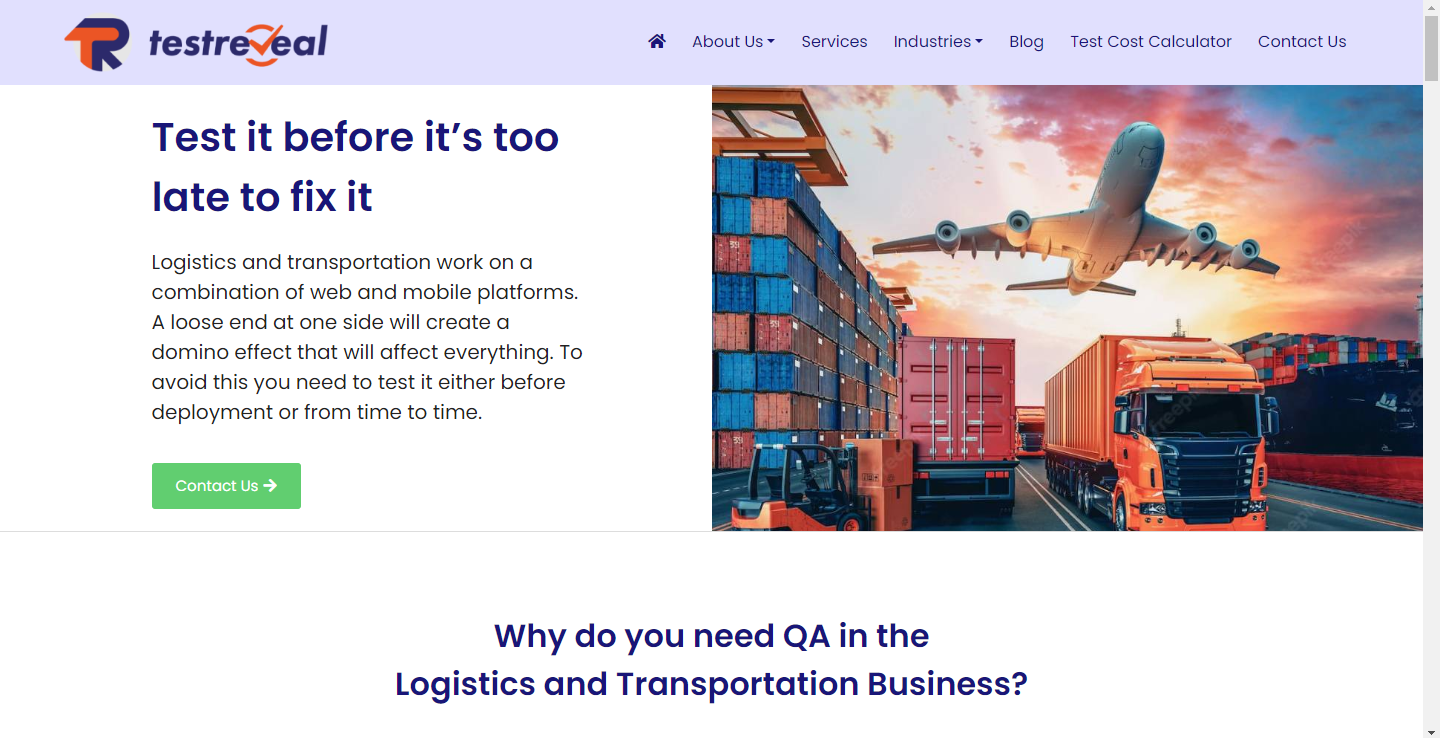 TR testreveal
About Us Services Industries Blog Test Cost Calculator Contact Us
Test it before it’s too
late to fix it
Logistics and transportation work on a
combination of web and mobile platforms.
A loose end at one side will create a
domino effect that will affect everything. To
avoid this you need to test it either before
deployment or from time to time.
Contact Us
Why do you need QA in the
Logistics and Transportation Business?